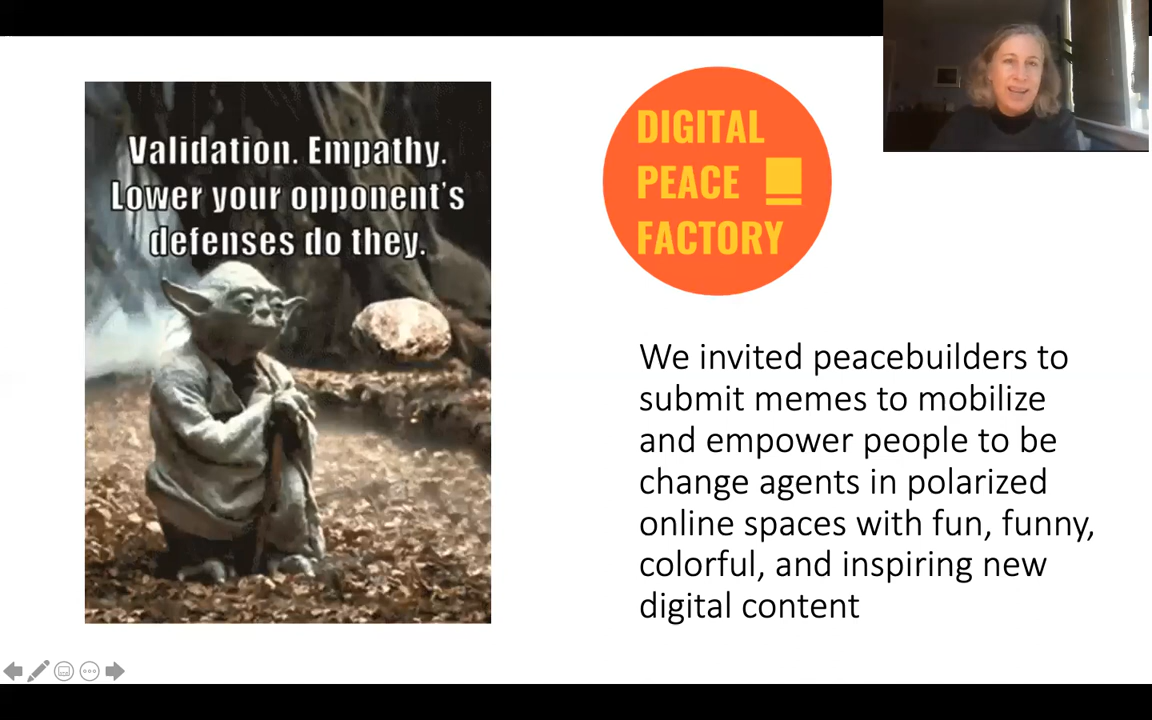 Validation. Empathy.
Lower your opponent's
defenses do they.
DIGITAL
PEACE
FACTORY
We invited peacebuilders to
submit memes to mobilize
and empower people to be
change agents in polarized
online spaces with fun, funny,
colorful, and inspiring new
digital content